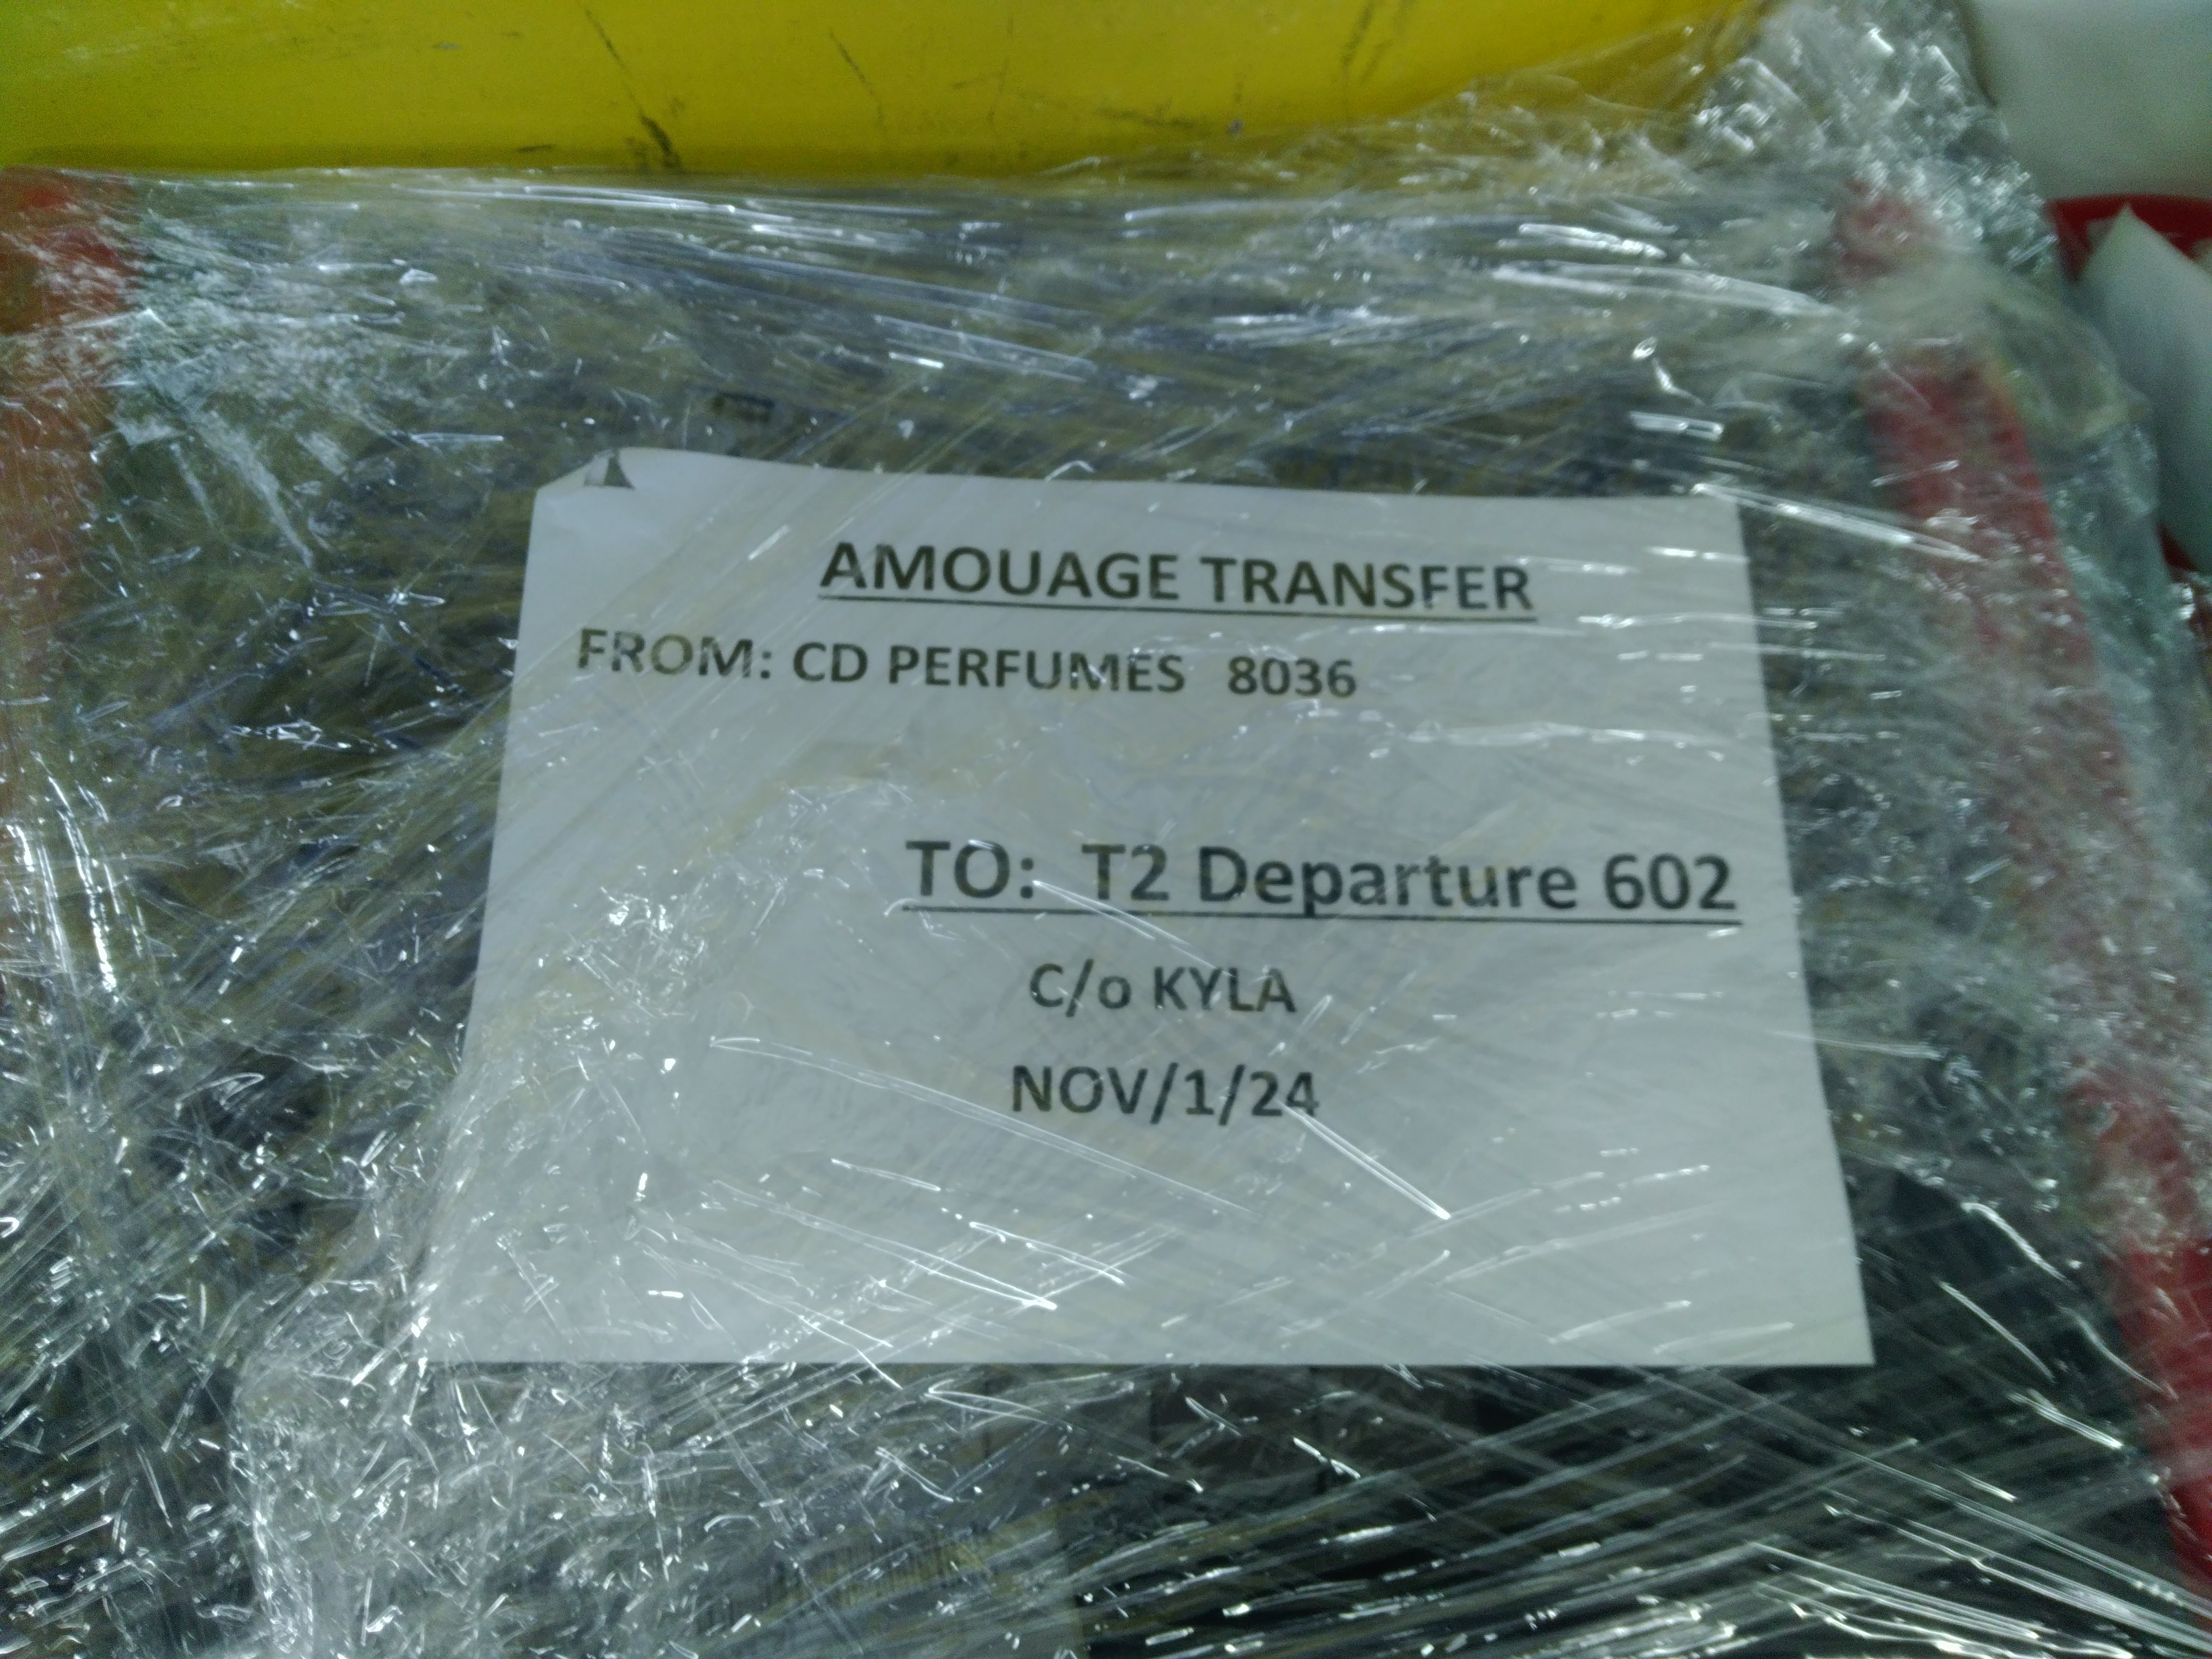 AMOUAGE TRANSFER
FROM: CD PERFUMES 8036
TO: T2 Departure 602
C/o KYLA
NOV/1/24